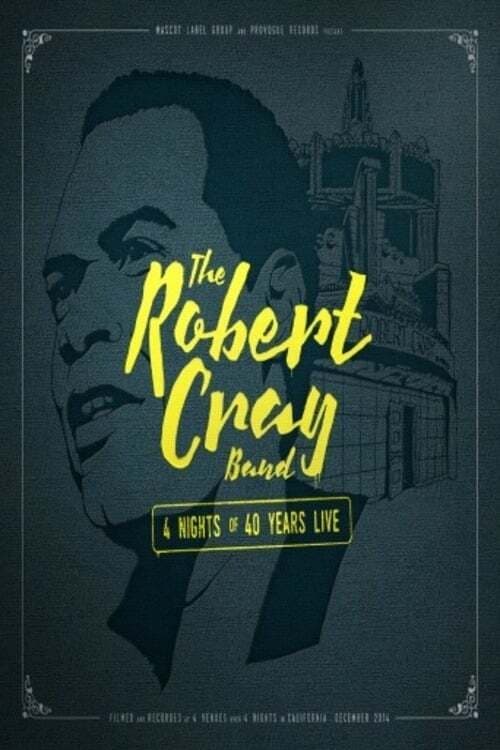 MASCOT LABEL GROUP AND PROVOGUE RECORDS PRESENT
The
Robert
Cray
Band
4 NIGHTS OF 40 YEARS LIVE
FILMED AND RECORDED AT 4 VENUES OVER 4 NIGHTS IN CALIFORNIA DECEMBER 2014